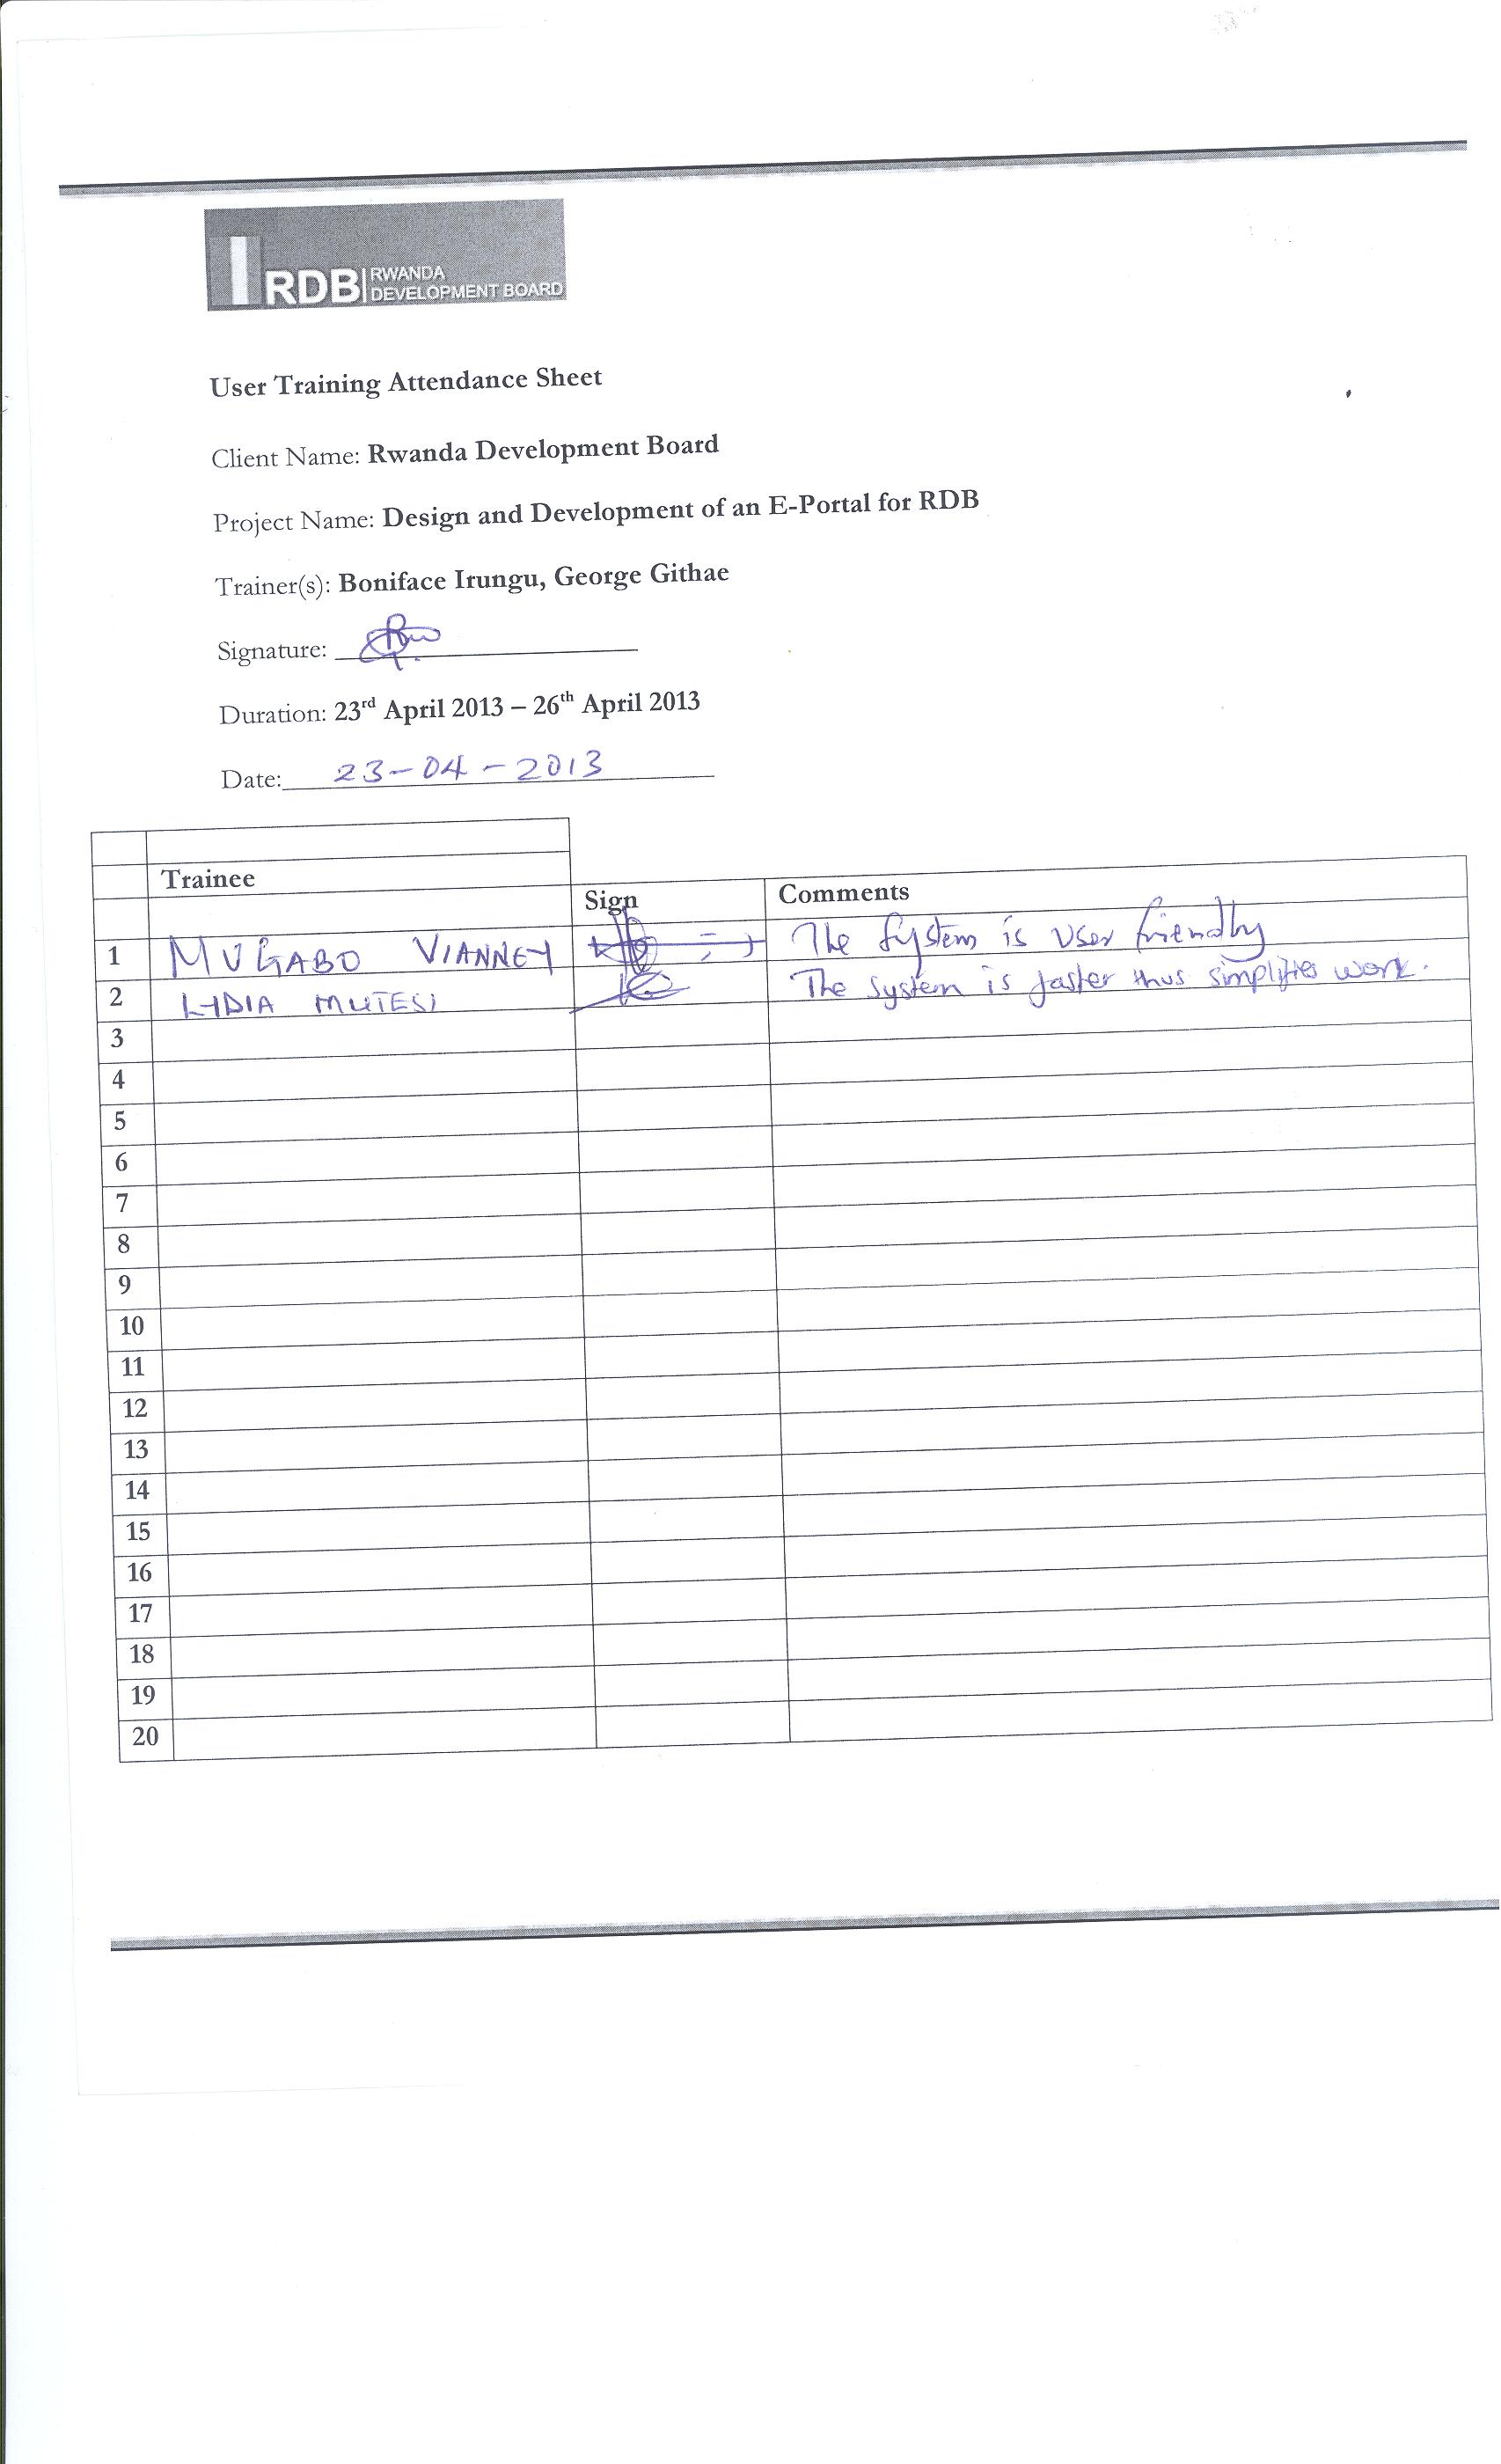 RDB RWANDA
DEVELOPMENT BOARD
User Training Attendance Sheet
Client Name: Rwanda Development Board
Project Name: Design and Development of an E-Portal for RDB
Trainer(s): Boniface Irungu, George Githae
Signature:
Duration: 23rd April 2013 – 26th April 2013
Date: 23-04-2013
Trainee
Sign Comments
1 MUGABO VIANNEY The system is user friendly
2 LYDIA MUTESI The system is faster thus simplifies work.
3
4
5
6
7
8
9
10
11
12
13
14
15
16
17
18
19
20